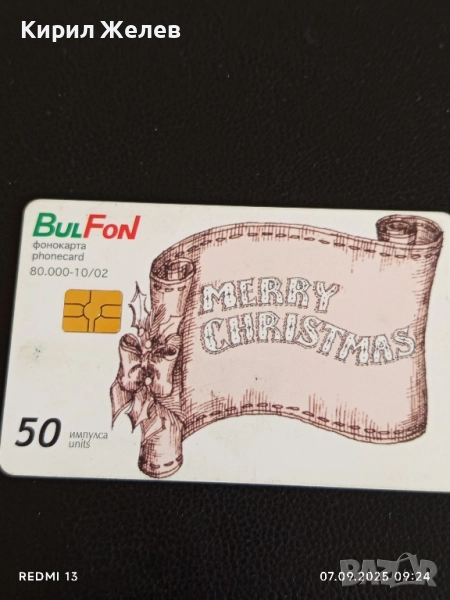 Кирил Желев
BULFON
фонокарта
phonecard
80.000-10/02
MERRY
CHRISTMAS
50 импулса
units
REDMI 13
07.09.2025 09:24
BAZAR